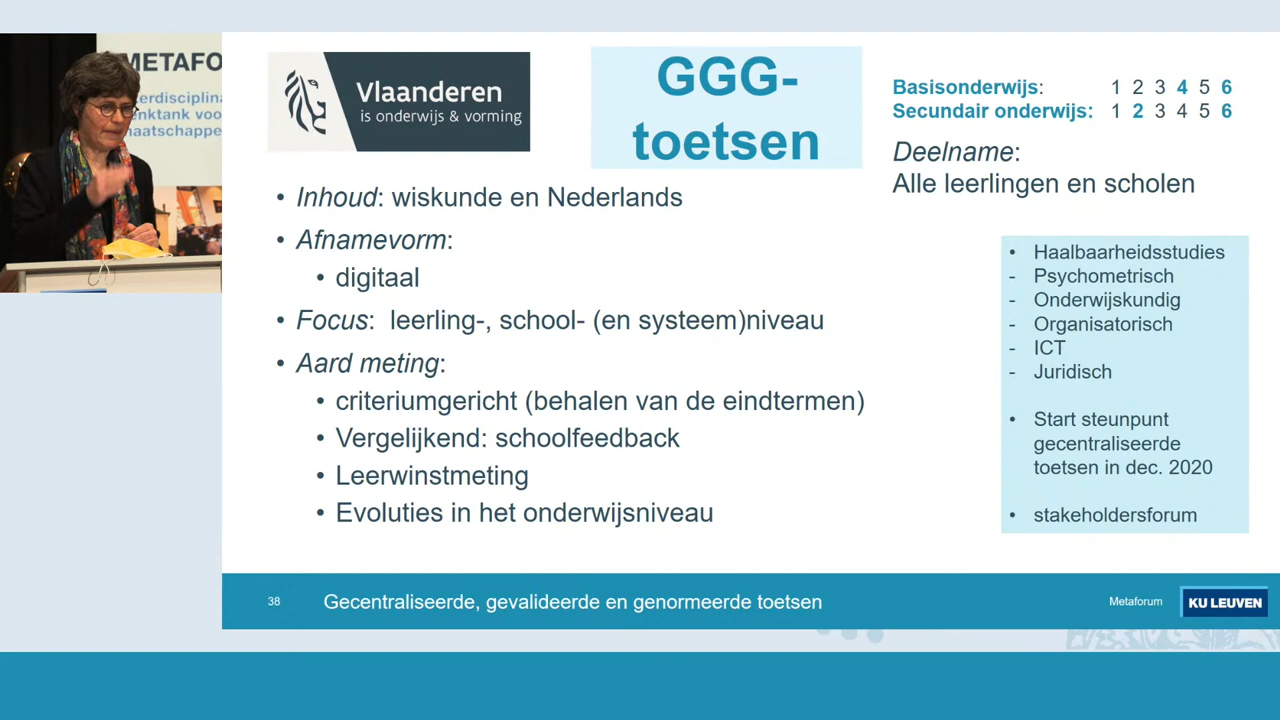 METAFO
erdisciplina
nktank voo
maatschappe
Vlaanderen
is onderwijs & vorming
GGG-
toetsen
Basisonderwijs: 1 2 3 4 5 6
Secundair onderwijs: 1 2 3 4 5 6
Deelname:
Alle leerlingen en scholen
• Inhoud: wiskunde en Nederlands
• Afnamevorm:
• digitaal
• Focus: leerling-, school- (en systeem)niveau
• Aard meting:
• criteriumgericht (behalen van de eindtermen)
• Vergelijkend: schoolfeedback
• Leerwinstmeting
• Evoluties in het onderwijsniveau
• Haalbaarheidsstudies
- Psychometrisch
- Onderwijskundig
- Organisatorisch
- ICT
- Juridisch
• Start steunpunt
gecentraliseerde
toetsen in dec. 2020
• stakeholdersforum
38
Gecentraliseerde, gevalideerde en genormeerde toetsen
Metaforum
KU LEUVEN